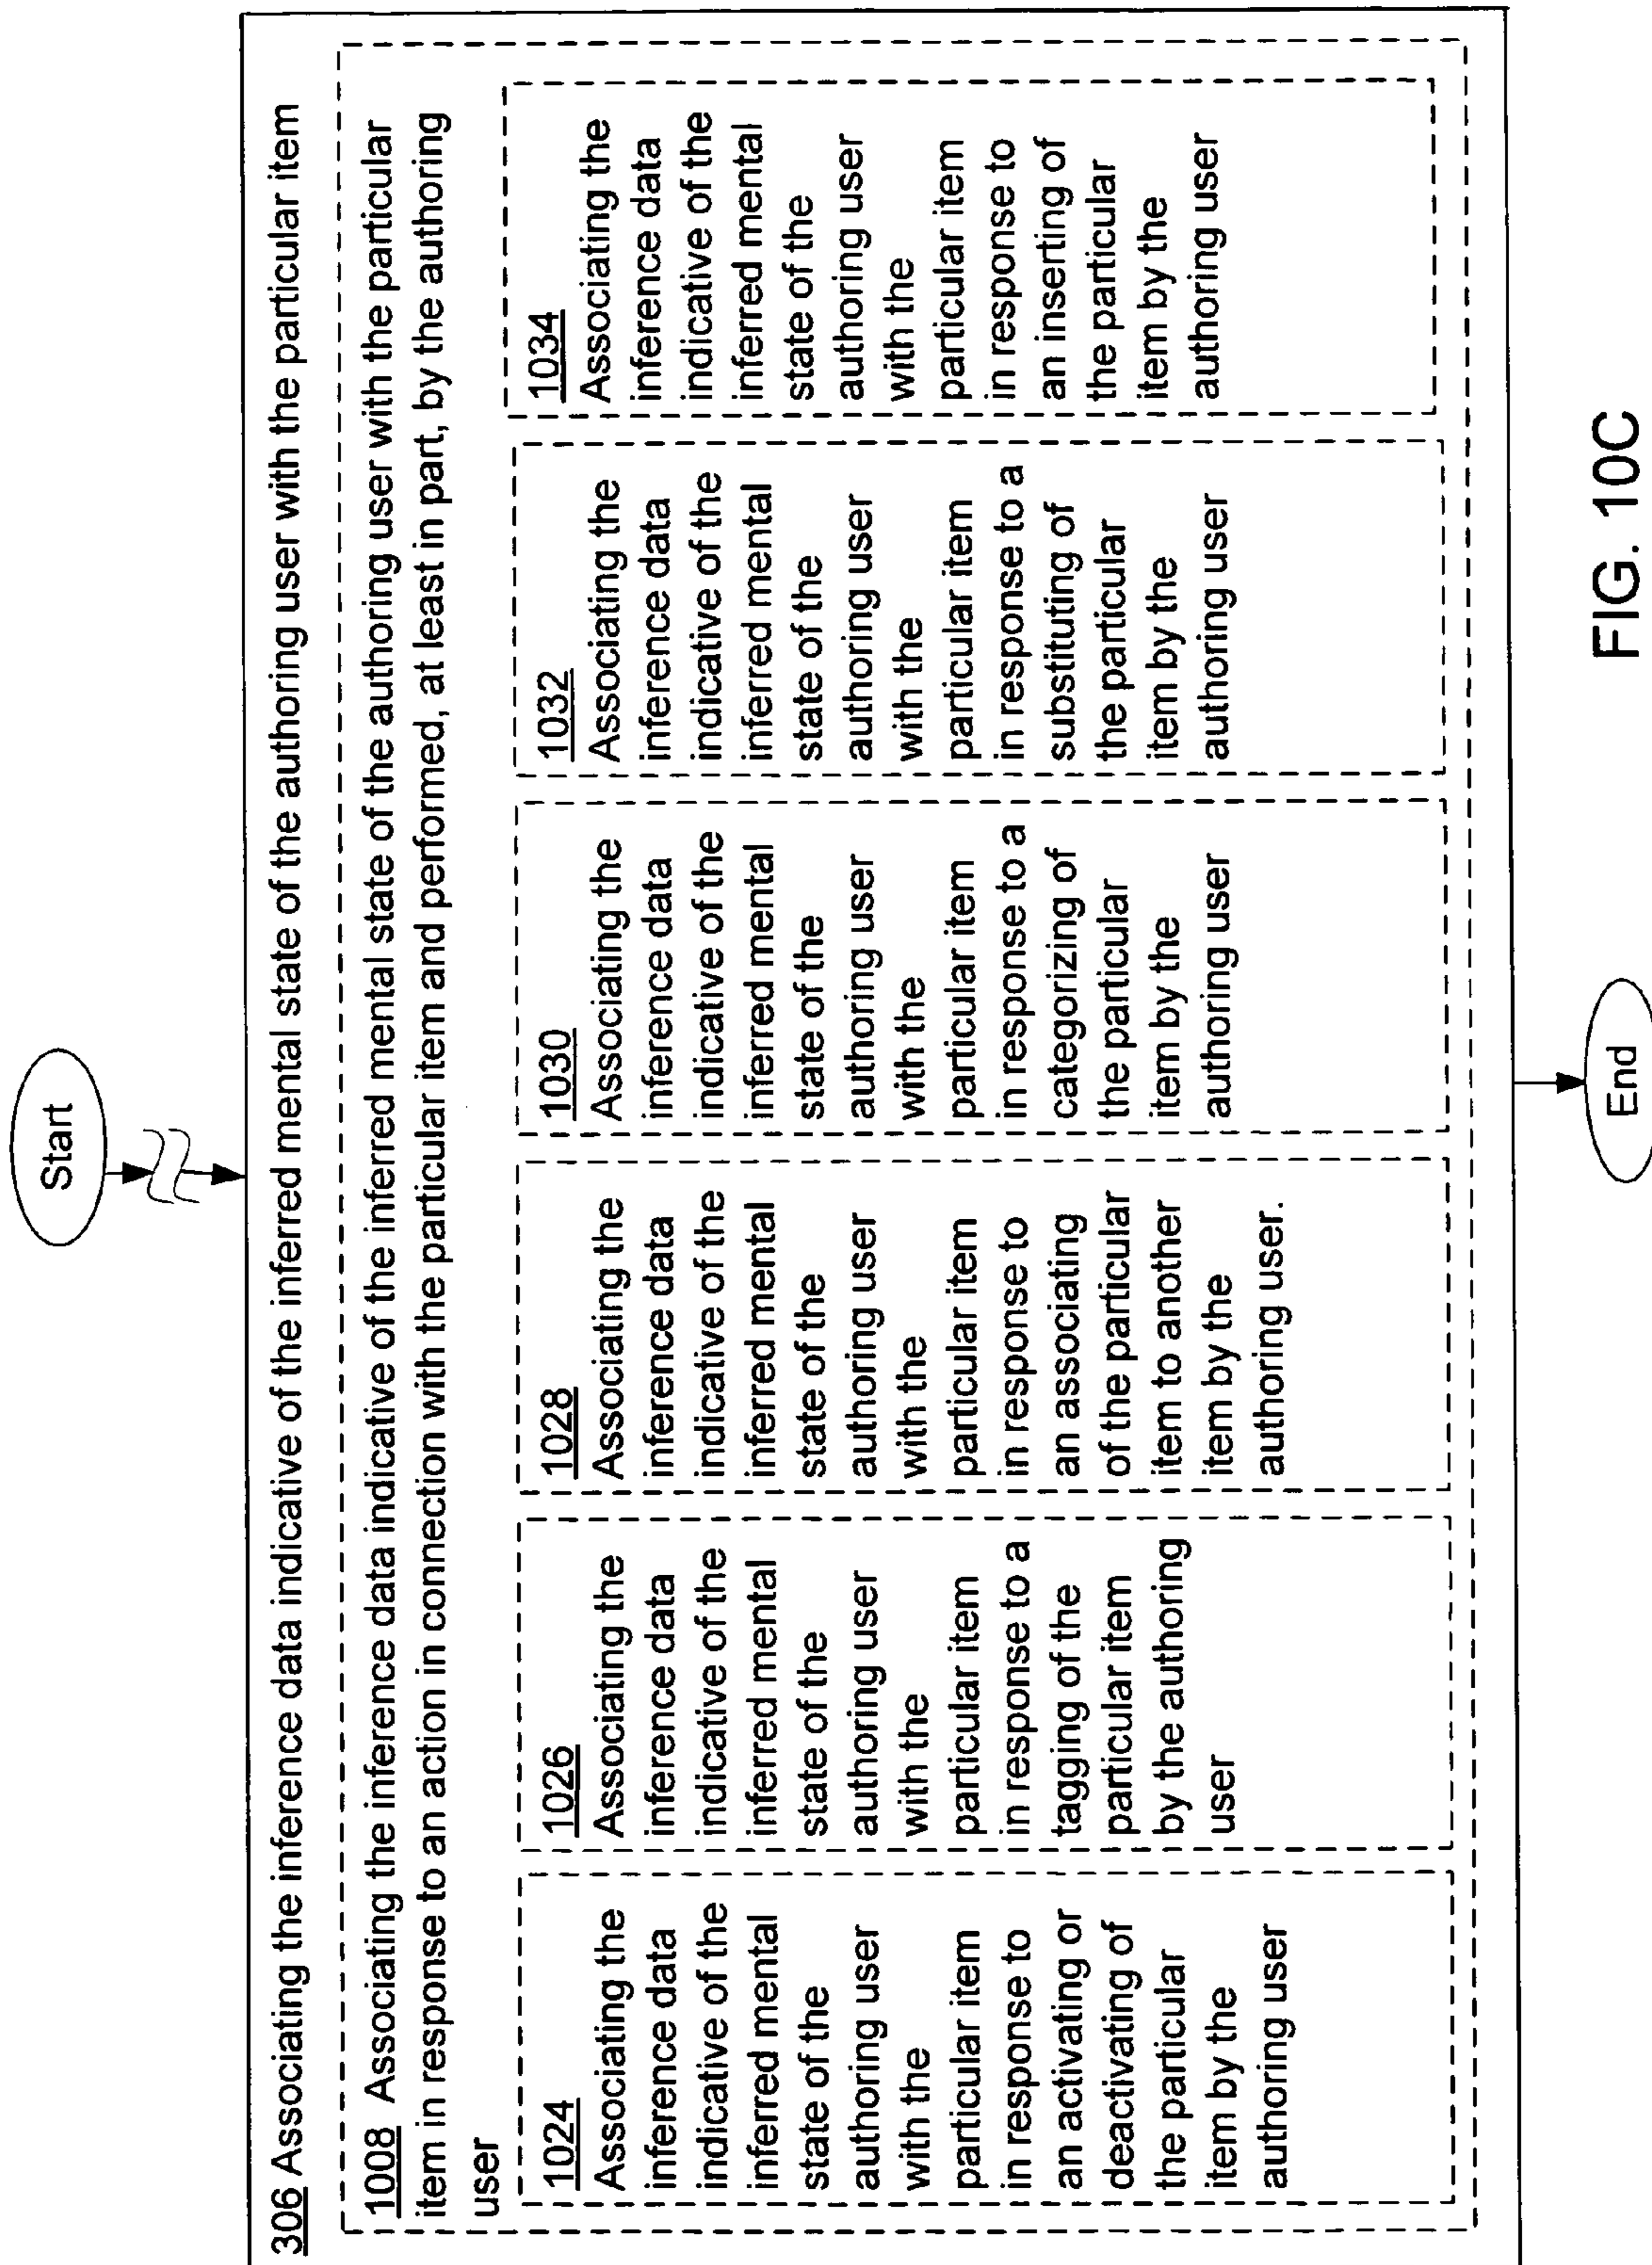 Start
306 Associating the inference data indicative of the inferred mental state of the authoring user with the particular item
1008 Associating the inference data indicative of the inferred mental state of the authoring user with the particular
item in response to an action in connection with the particular item and performed, at least in part, by the authoring
user
1024
Associating the
inference data
indicative of the
inferred mental
state of the
authoring user
with the
particular item
in response to
an activating or
deactivating of
the particular
item by the
authoring user
1026
Associating the
inference data
indicative of the
inferred mental
state of the
authoring user
with the
particular item
in response to a
tagging of the
particular item
by the authoring
user
1028
Associating the
inference data
indicative of the
inferred mental
state of the
authoring user
with the
particular item
in response to
an associating
of the particular
item to another
item by the
authoring user.
1030
Associating the
inference data
indicative of the
inferred mental
state of the
authoring user
with the
particular item
in response to a
categorizing of
the particular
item by the
authoring user
1032
Associating the
inference data
indicative of the
inferred mental
state of the
authoring user
with the
particular item
in response to a
substituting of
the particular
item by the
authoring user
1034
Associating the
inference data
indicative of the
inferred mental
state of the
authoring user
with the
particular item
in response to
an inserting of
the particular
item by the
authoring user
End
FIG. 10C